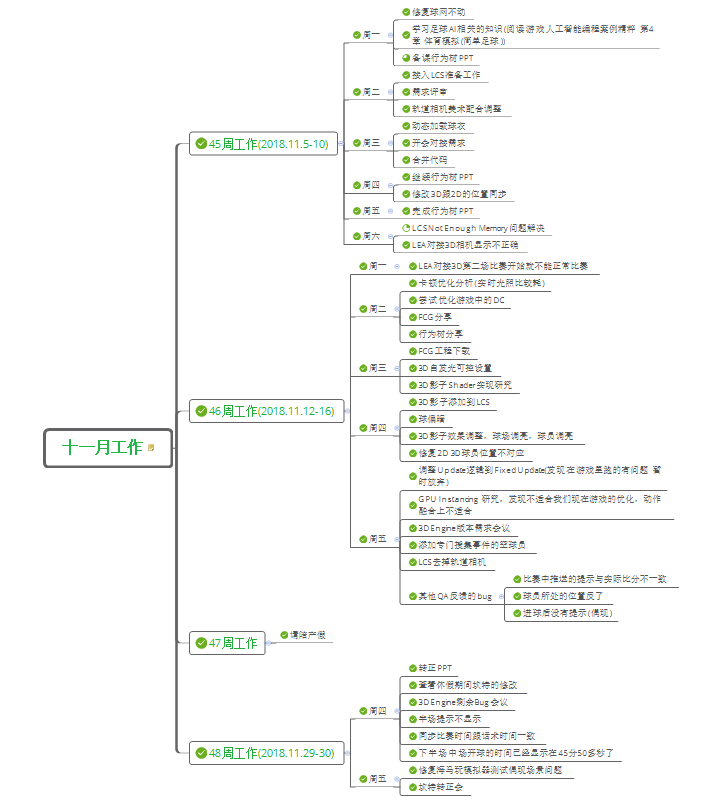 十一月工作
45周工作(2018.11.5-10)
周一
修复球网不动
学习足球AI相关的知识(阅读游戏人工智能编程案例精粹 第4
章 体育模拟(简单足球))
备课行为树PPT
周二
接入LCS准备工作
需求评审
轨道相机美术配合调整
周三
动态加载球衣
开会对接需求
合并代码
周四
继续行为树PPT
修改3D跟2D的位置同步
周五
完成行为树PPT
周六
LCSNot Enough Memory问题解决
LEA对接3D相机显示不正确
46周工作(2018.11.12-16)
周一
LEA对接3D第二场比赛开始就不能正常比赛
周二
卡顿优化分析(实时光照比较耗)
尝试优化游戏中的DC
FCG分享
行为树分享
周三
FCG工程下载
3D自发光可控设置
3D影子Shader实现研究
周四
3D影子添加到LCS
球偏暗
3D影子效果调整，球场调亮，球员调亮
修复2D 3D球员位置不对应
周五
调整Update逻辑到FixedUpdate(发现在游戏里跑的有问题 暂
时放弃)
GPU Instancing 研究，发现不适合我们现在游戏的优化，动作
融合上不适合
3DEngine版本需求会议
添加专门搜集事件的空球员
LCS去掉轨道相机
其他QA反馈的bug
比赛中推送的提示与实际比分不一致
球员所处的位置反了
进球后没有提示(偶现)
47周工作
请陪产假
48周工作(2018.11.29-30)
周四
转正PPT
查看休假期间坎特的修改
3DEngine剩余Bug会议
半场提示不显示
同步比赛时间跟话术时间一致
下半场中场开球的时间已经显示在45分50多秒了
周五
修复海马玩模拟器测试偶现场景问题
坎特转正会